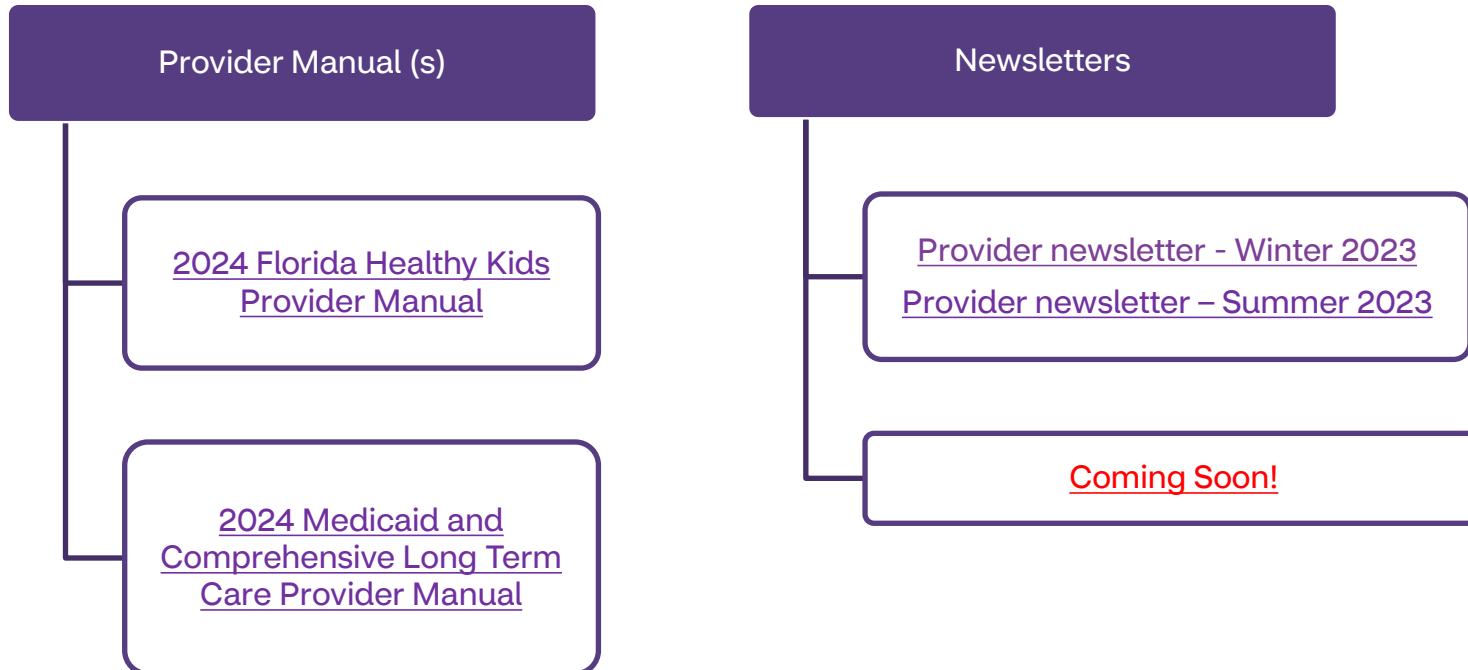 Provider Manual (s)
2024 Florida Healthy Kids
Provider Manual
2024 Medicaid and
Comprehensive Long Term
Care Provider Manual
Newsletters
Provider newsletter - Winter 2023
Provider newsletter – Summer 2023
Coming Soon!